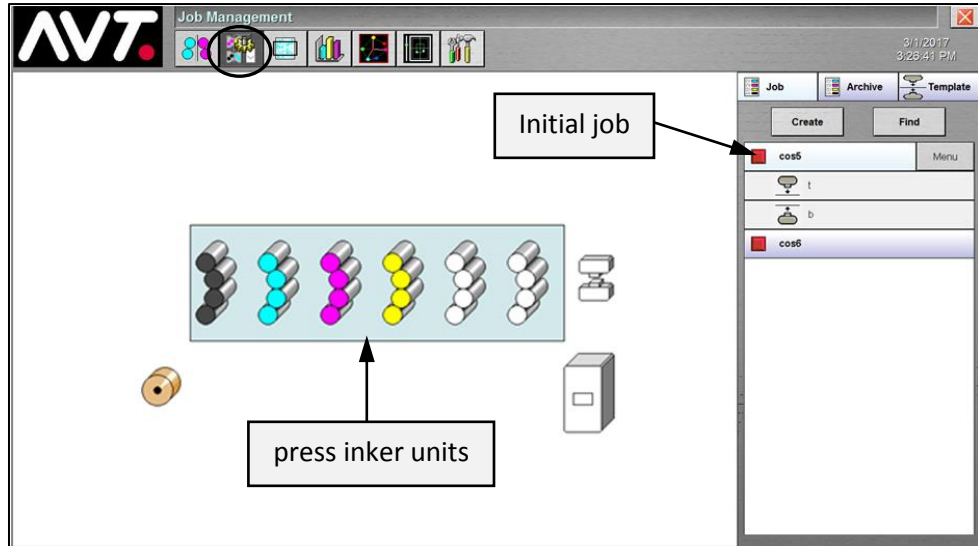 AVT.
Job Management
3/1/2017
3:26:41 PM
Job
Archive
Template
Create
Find
Initial job
cos5
Menu
t
b
cos6
press inker units